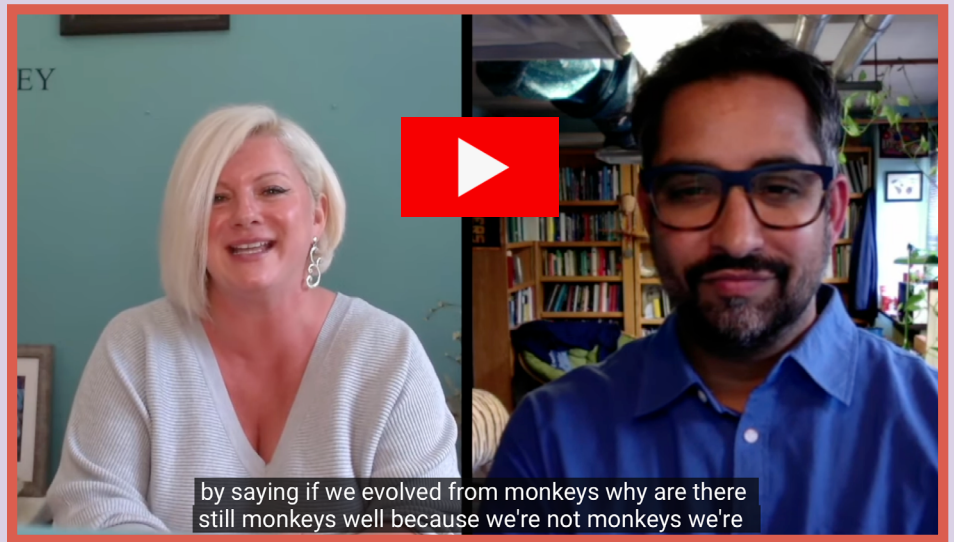 EY
by saying if we evolved from monkeys why are there
still monkeys well because we're not monkeys we're